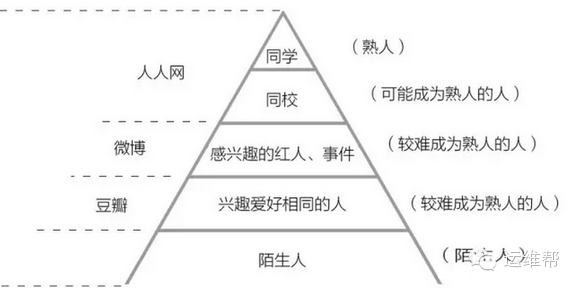 同学
（熟人）
人人网
同校
（可能成为熟人的人）
微博
感兴趣的红人、事件
（较难成为熟人的人）
豆瓣
兴趣爱好相同的人
（较难成为熟人的人）
陌生人
（陌生人）
运维帮